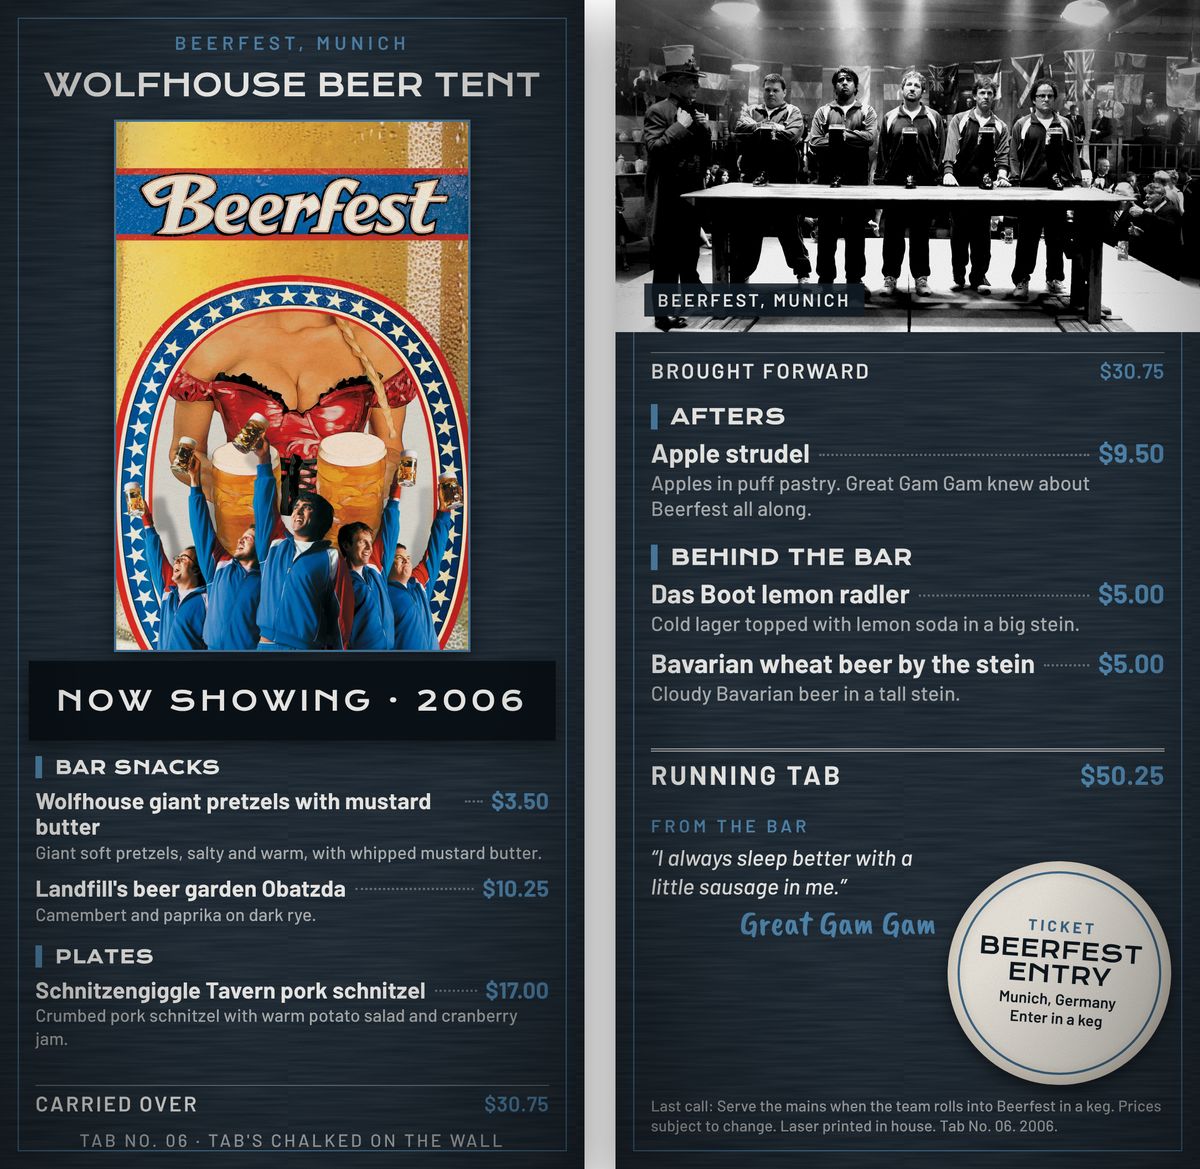 BEERFEST, MUNICH
WOLFHOUSE BEER TENT
Beerfest
NOW SHOWING · 2006
BAR SNACKS
Wolfhouse giant pretzels with mustard butter $3.50
Giant soft pretzels, salty and warm, with whipped mustard butter.
Landfill's beer garden Obatzda $10.25
Camembert and paprika on dark rye.
PLATES
Schnitzengiggle Tavern pork schnitzel $17.00
Crumbed pork schnitzel with warm potato salad and cranberry
jam.
CARRIED OVER $30.75
TAB NO. 06 · TAB'S CHALKED ON THE WALL
BEERFEST, MUNICH
BROUGHT FORWARD $30.75
AFTERS
Apple strudel $9.50
Apples in puff pastry. Great Gam Gam knew about
Beerfest all along.
BEHIND THE BAR
Das Boot lemon radler $5.00
Cold lager topped with lemon soda in a big stein.
Bavarian wheat beer by the stein $5.00
Cloudy Bavarian beer in a tall stein.
RUNNING TAB $50.25
FROM THE BAR
“I always sleep better with a
little sausage in me.”
Great Gam Gam
TICKET
BEERFEST
ENTRY
Munich, Germany
Enter in a keg
Last call: Serve the mains when the team rolls into Beerfest in a keg. Prices
subject to change. Laser printed in house. Tab No. 06. 2006.